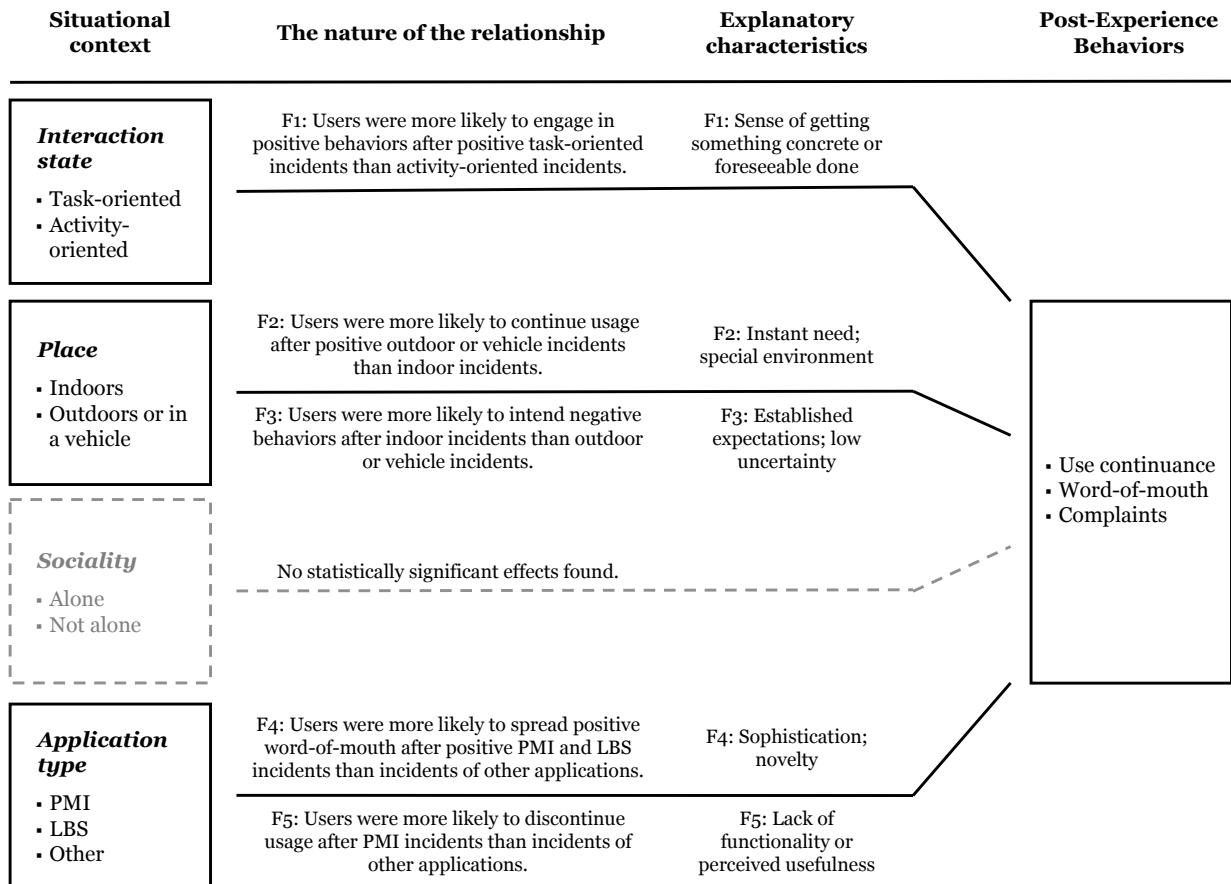 Situational
context
The nature of the relationship
Explanatory
characteristics
Post-Experience
Behaviors
Interaction
state
▪ Task-oriented
▪ Activity-
oriented
F1: Users were more likely to engage in
positive behaviors after positive task-oriented
incidents than activity-oriented incidents.
F1: Sense of getting
something concrete or
foreseeable done
Place
▪ Indoors
▪ Outdoors or in
a vehicle
F2: Users were more likely to continue usage
after positive outdoor or vehicle incidents
than indoor incidents.
F2: Instant need;
special environment
F3: Users were more likely to intend negative
behaviors after indoor incidents than outdoor
or vehicle incidents.
F3: Established
expectations; low
uncertainty
Sociality
▪ Alone
▪ Not alone
No statistically significant effects found.
Application
type
▪ PMI
▪ LBS
▪ Other
F4: Users were more likely to spread positive
word-of-mouth after positive PMI and LBS
incidents than incidents of other applications.
F4: Sophistication;
novelty
F5: Users were more likely to discontinue
usage after PMI incidents than incidents of
other applications.
F5: Lack of
functionality or
perceived usefulness
▪ Use continuance
▪ Word-of-mouth
▪ Complaints